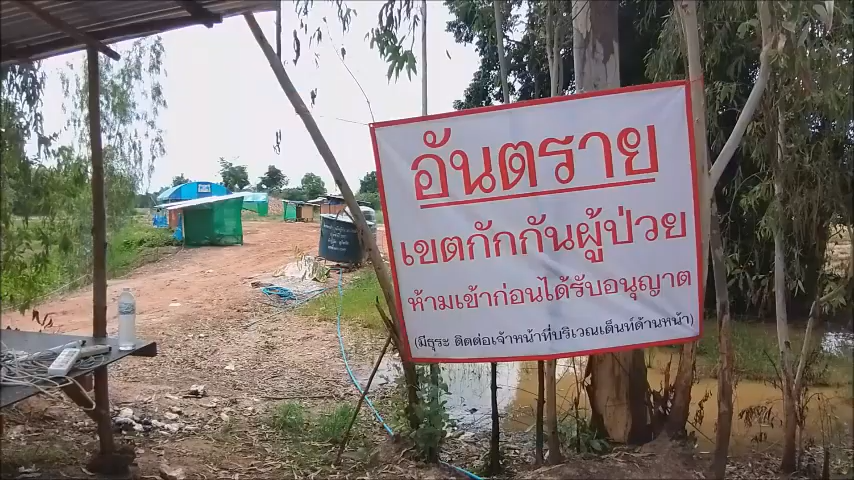 อันตราย
เขตกักกันผู้ป่วย
ห้ามเข้าก่อนได้รับอนุญาต
(มีธุระ ติดต่อเจ้าหน้าที่บริเวณเต็นท์ด้านหน้า)